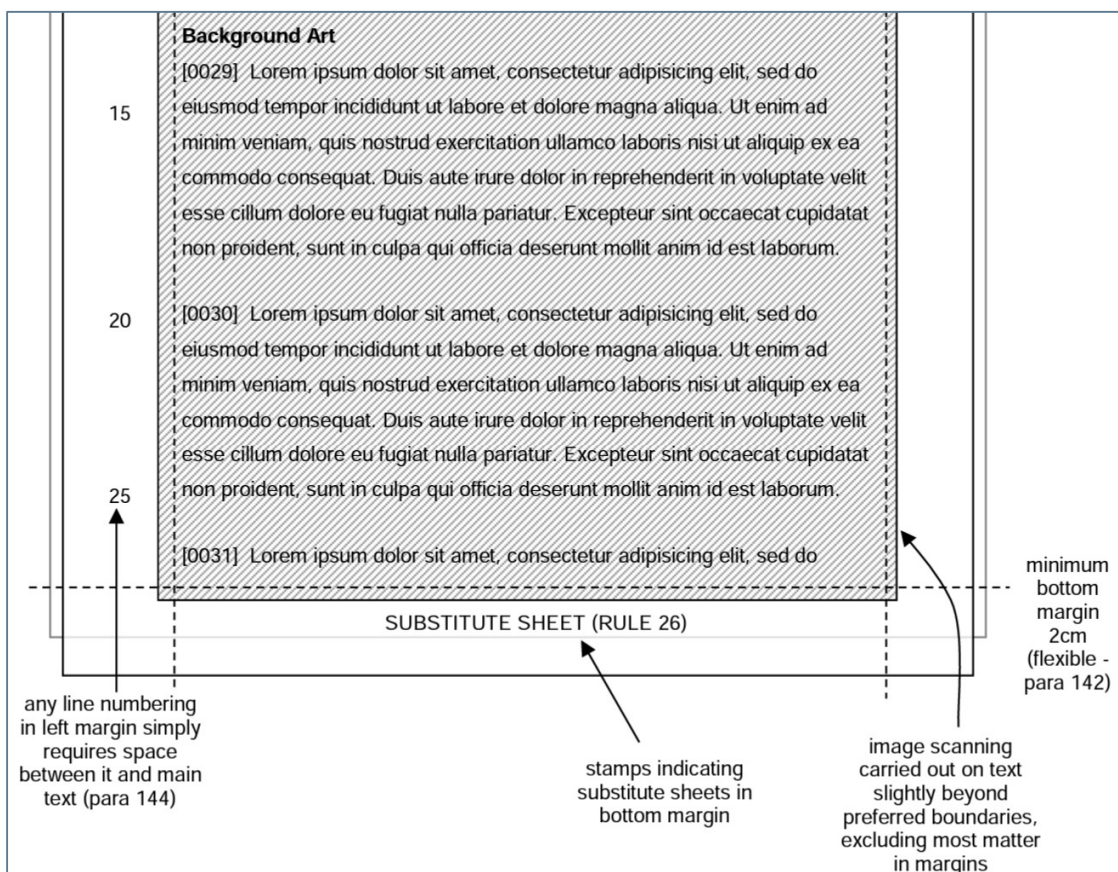 Background Art
[0029] Lorem ipsum dolor sit amet, consectetur adipisicing elit, sed do
15
eiusmod tempor incididunt ut labore et dolore magna aliqua. Ut enim ad
minim veniam, quis nostrud exercitation ullamco laboris nisi ut aliquip ex ea
commodo consequat. Duis aute irure dolor in reprehenderit in voluptate velit
esse cillum dolore eu fugiat nulla pariatur. Excepteur sint occaecat cupidatat
non proident, sunt in culpa qui officia deserunt mollit anim id est laborum.
20
[0030] Lorem ipsum dolor sit amet, consectetur adipisicing elit, sed do
eiusmod tempor incididunt ut labore et dolore magna aliqua. Ut enim ad
minim veniam, quis nostrud exercitation ullamco laboris nisi ut aliquip ex ea
commodo consequat. Duis aute irure dolor in reprehenderit in voluptate velit
esse cillum dolore eu fugiat nulla pariatur. Excepteur sint occaecat cupidatat
25
non proident, sunt in culpa qui officia deserunt mollit anim id est laborum.
[0031] Lorem ipsum dolor sit amet, consectetur adipisicing elit, sed do
SUBSTITUTE SHEET (RULE 26)
minimum
bottom
margin
2cm
(flexible -
para 142)
any line numbering
in left margin simply
requires space
between it and main
text (para 144)
stamps indicating
substitute sheets in
bottom margin
image scanning
carried out on text
slightly beyond
preferred boundaries,
excluding most matter
in margins